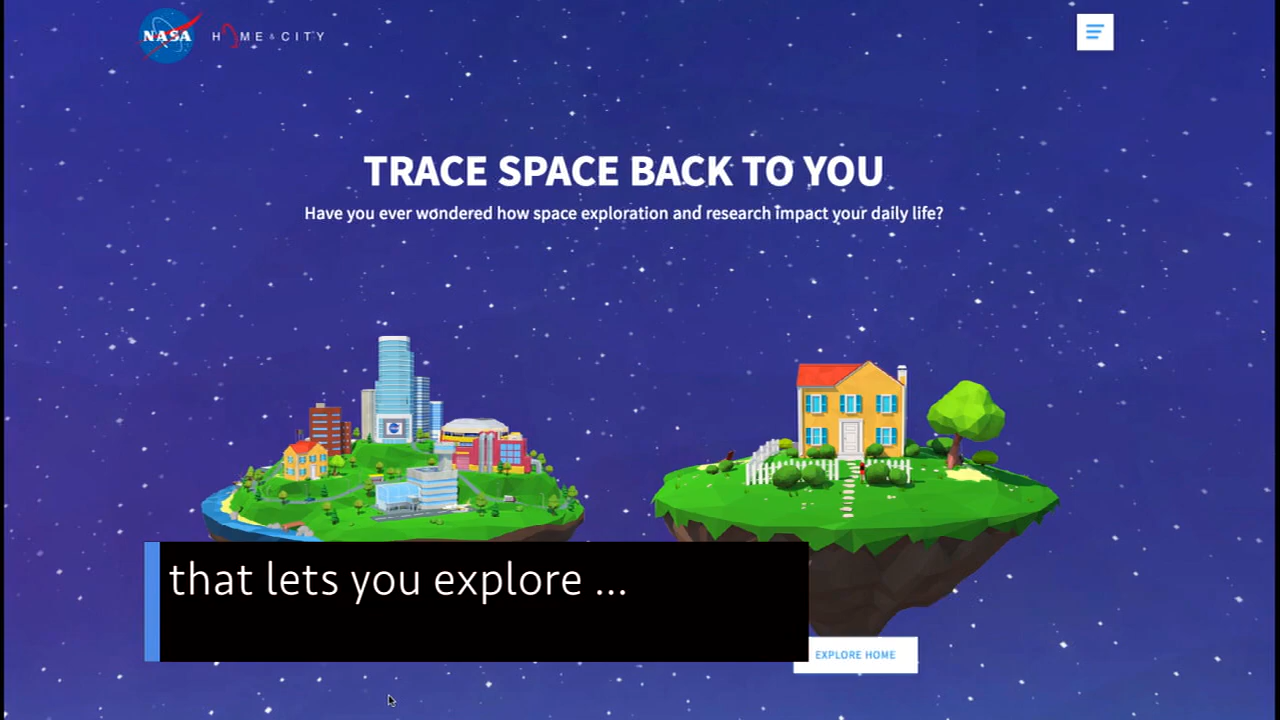 NASA
HOME & CITY
TRACE SPACE BACK TO YOU
Have you ever wondered how space exploration and research impact your daily life?
that lets you explore ...
EXPLORE HOME